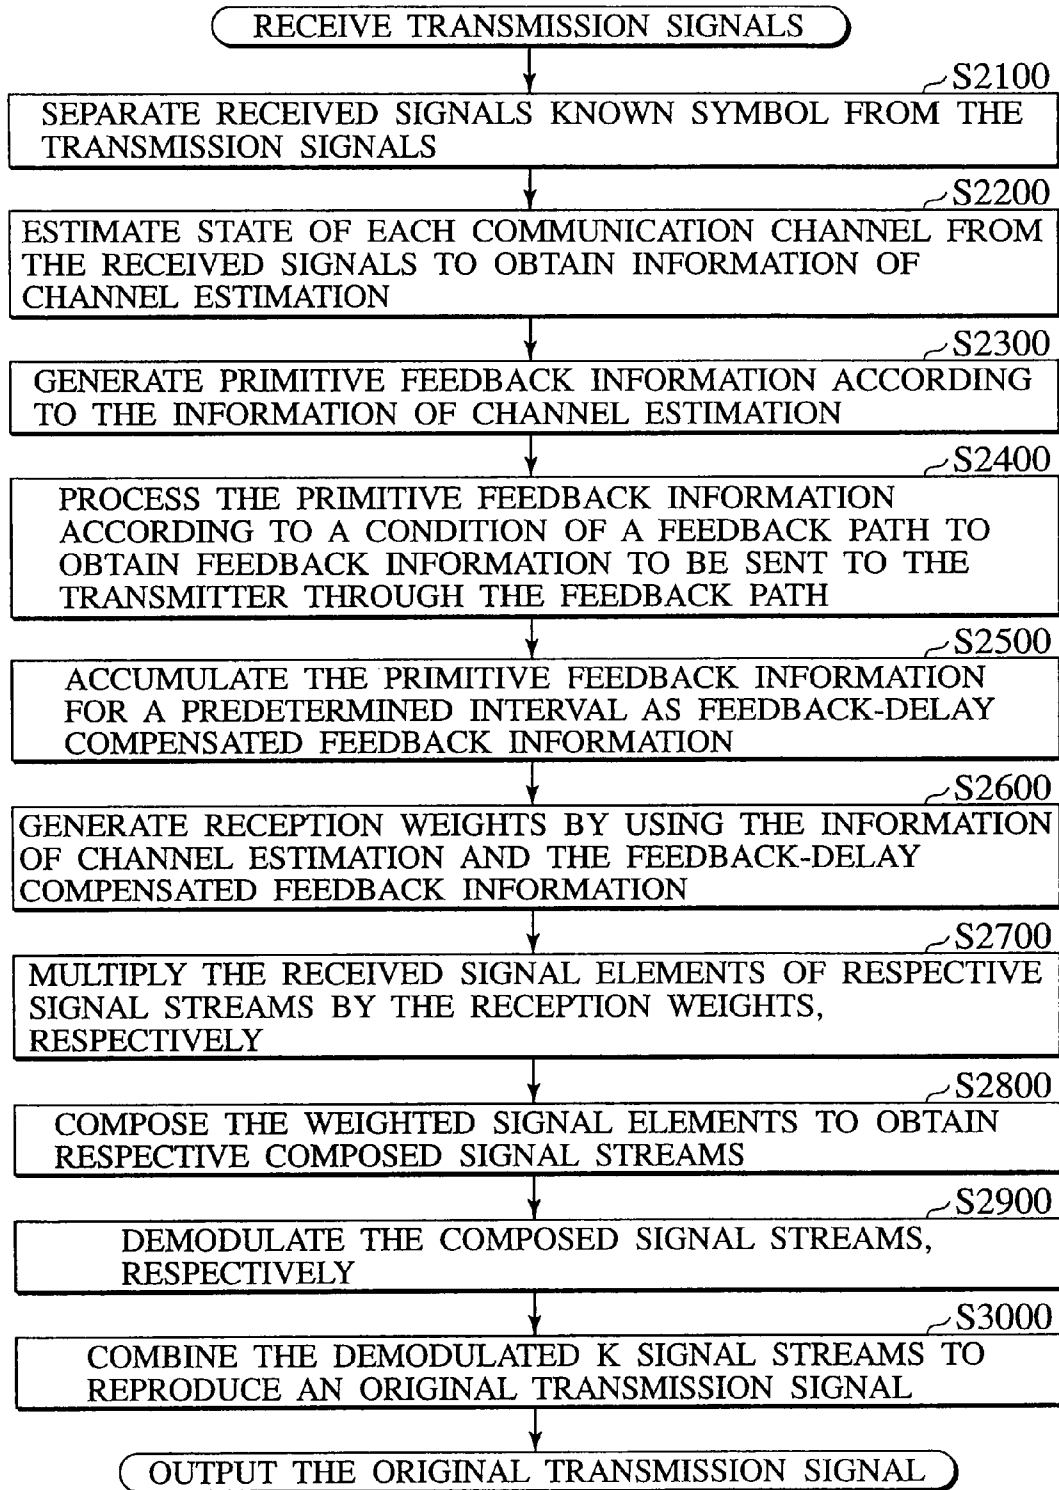 RECEIVE TRANSMISSION SIGNALS
S2100
SEPARATE RECEIVED SIGNALS KNOWN SYMBOL FROM THE
TRANSMISSION SIGNALS
S2200
ESTIMATE STATE OF EACH COMMUNICATION CHANNEL FROM
THE RECEIVED SIGNALS TO OBTAIN INFORMATION OF
CHANNEL ESTIMATION
S2300
GENERATE PRIMITIVE FEEDBACK INFORMATION ACCORDING
TO THE INFORMATION OF CHANNEL ESTIMATION
S2400
PROCESS THE PRIMITIVE FEEDBACK INFORMATION
ACCORDING TO A CONDITION OF A FEEDBACK PATH TO
OBTAIN FEEDBACK INFORMATION TO BE SENT TO THE
TRANSMITTER THROUGH THE FEEDBACK PATH
S2500
ACCUMULATE THE PRIMITIVE FEEDBACK INFORMATION
FOR A PREDETERMINED INTERVAL AS FEEDBACK-DELAY
COMPENSATED FEEDBACK INFORMATION
S2600
GENERATE RECEPTION WEIGHTS BY USING THE INFORMATION
OF CHANNEL ESTIMATION AND THE FEEDBACK-DELAY
COMPENSATED FEEDBACK INFORMATION
S2700
MULTIPLY THE RECEIVED SIGNAL ELEMENTS OF RESPECTIVE
SIGNAL STREAMS BY THE RECEPTION WEIGHTS,
RESPECTIVELY
S2800
COMPOSE THE WEIGHTED SIGNAL ELEMENTS TO OBTAIN
RESPECTIVE COMPOSED SIGNAL STREAMS
S2900
DEMODULATE THE COMPOSED SIGNAL STREAMS,
RESPECTIVELY
S3000
COMBINE THE DEMODULATED K SIGNAL STREAMS TO
REPRODUCE AN ORIGINAL TRANSMISSION SIGNAL
OUTPUT THE ORIGINAL TRANSMISSION SIGNAL